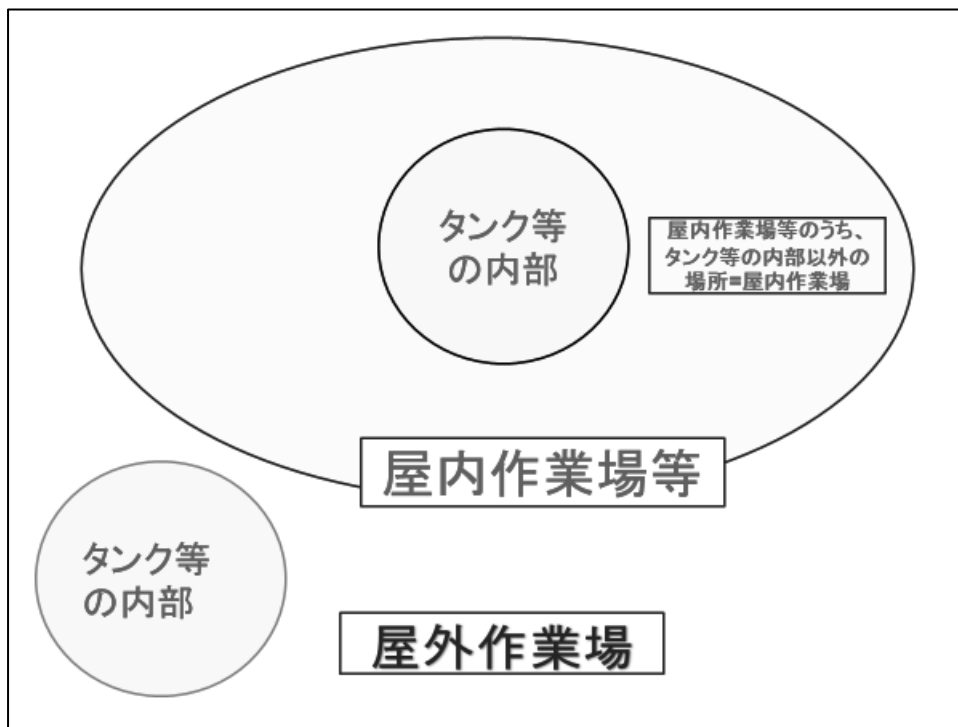 タンク等
の内部
屋内作業場等のうち、
タンク等の内部以外の
場所=屋内作業場
屋内作業場等
タンク等
の内部
屋外作業場